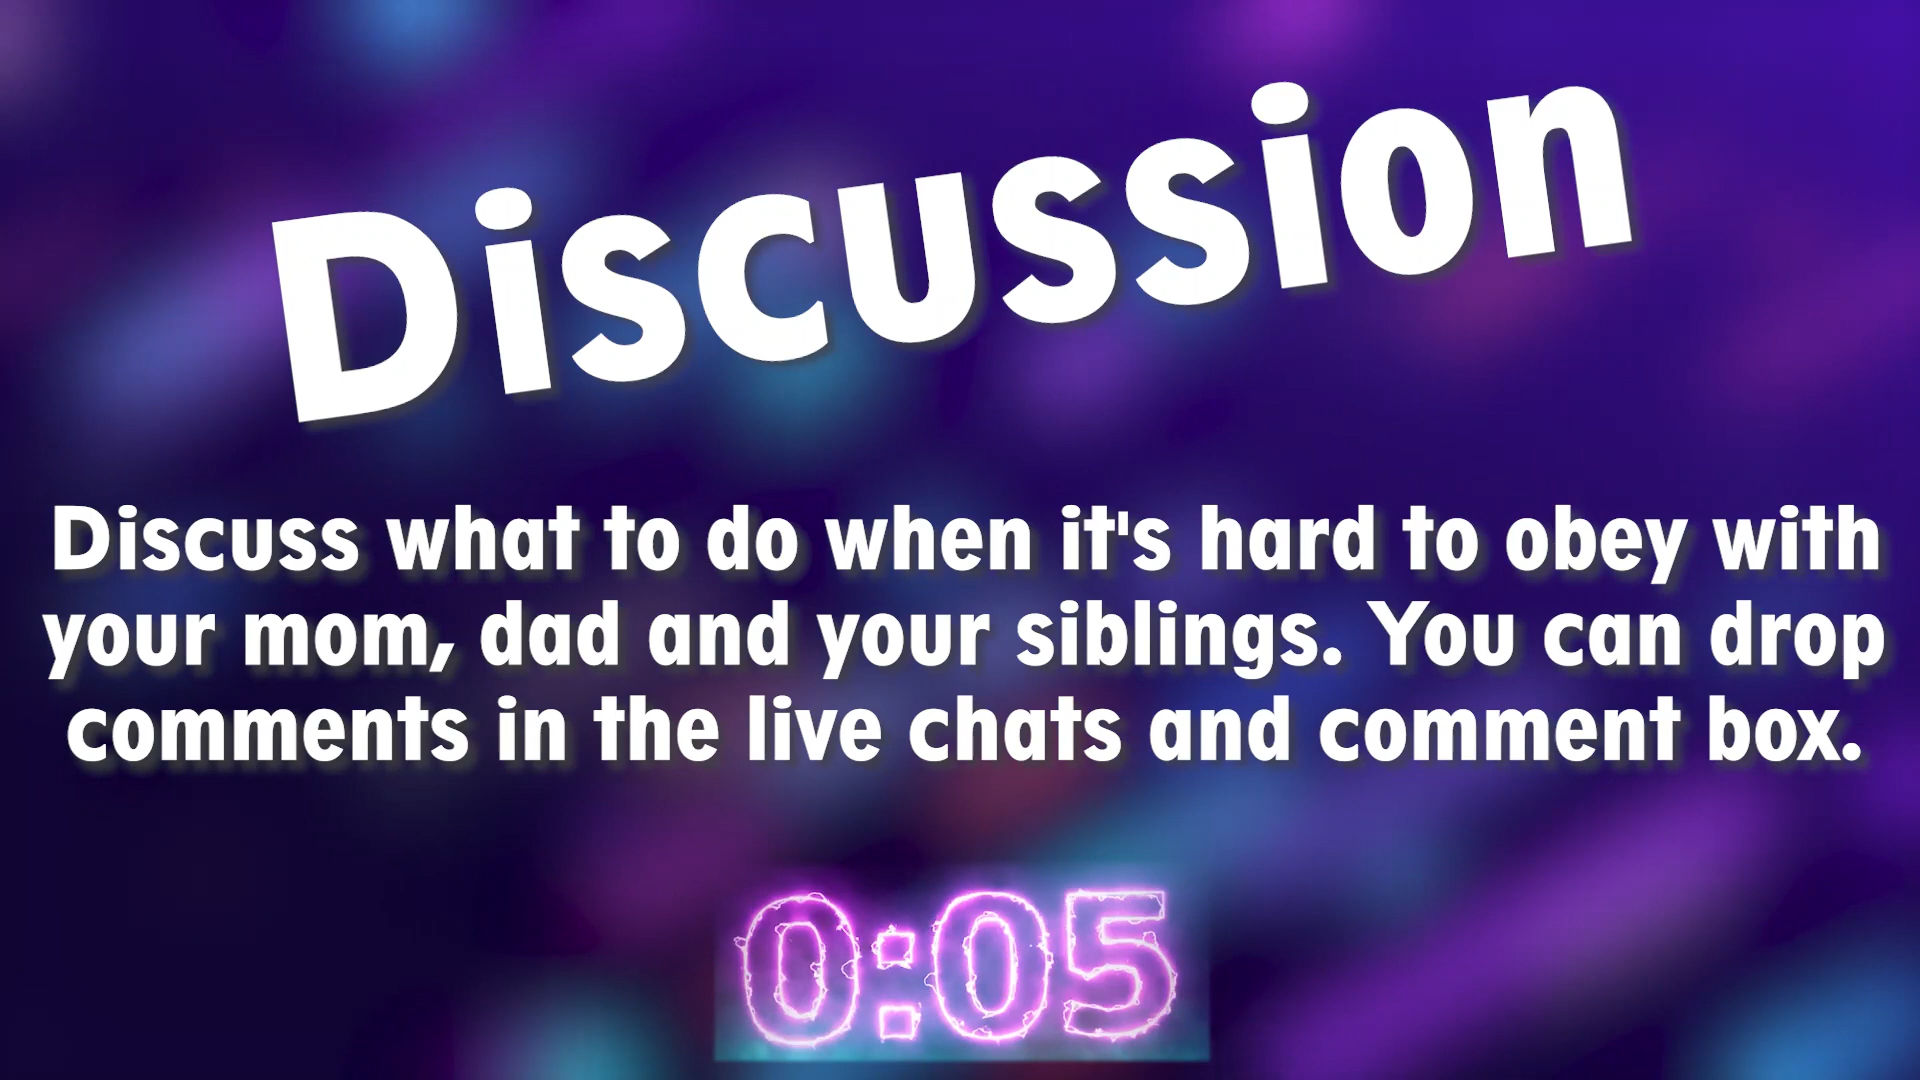 Discussion
Discuss what to do when it's hard to obey with
your mom, dad and your siblings. You can drop
comments in the live chats and comment box.
0:05